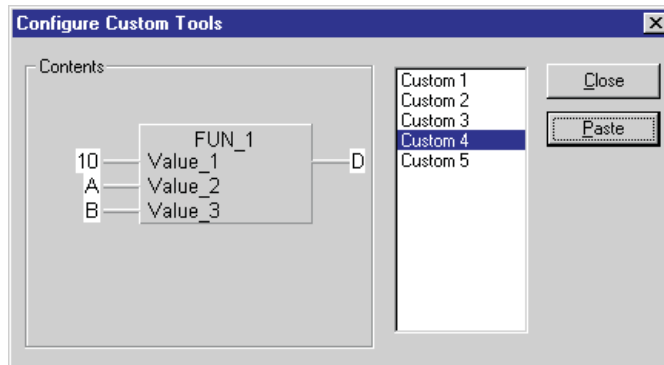 Configure Custom Tools
Contents
FUN_1
10 Value_1 D
A Value_2
B Value_3
Custom 1
Custom 2
Custom 3
Custom 4
Custom 5
Close
Paste